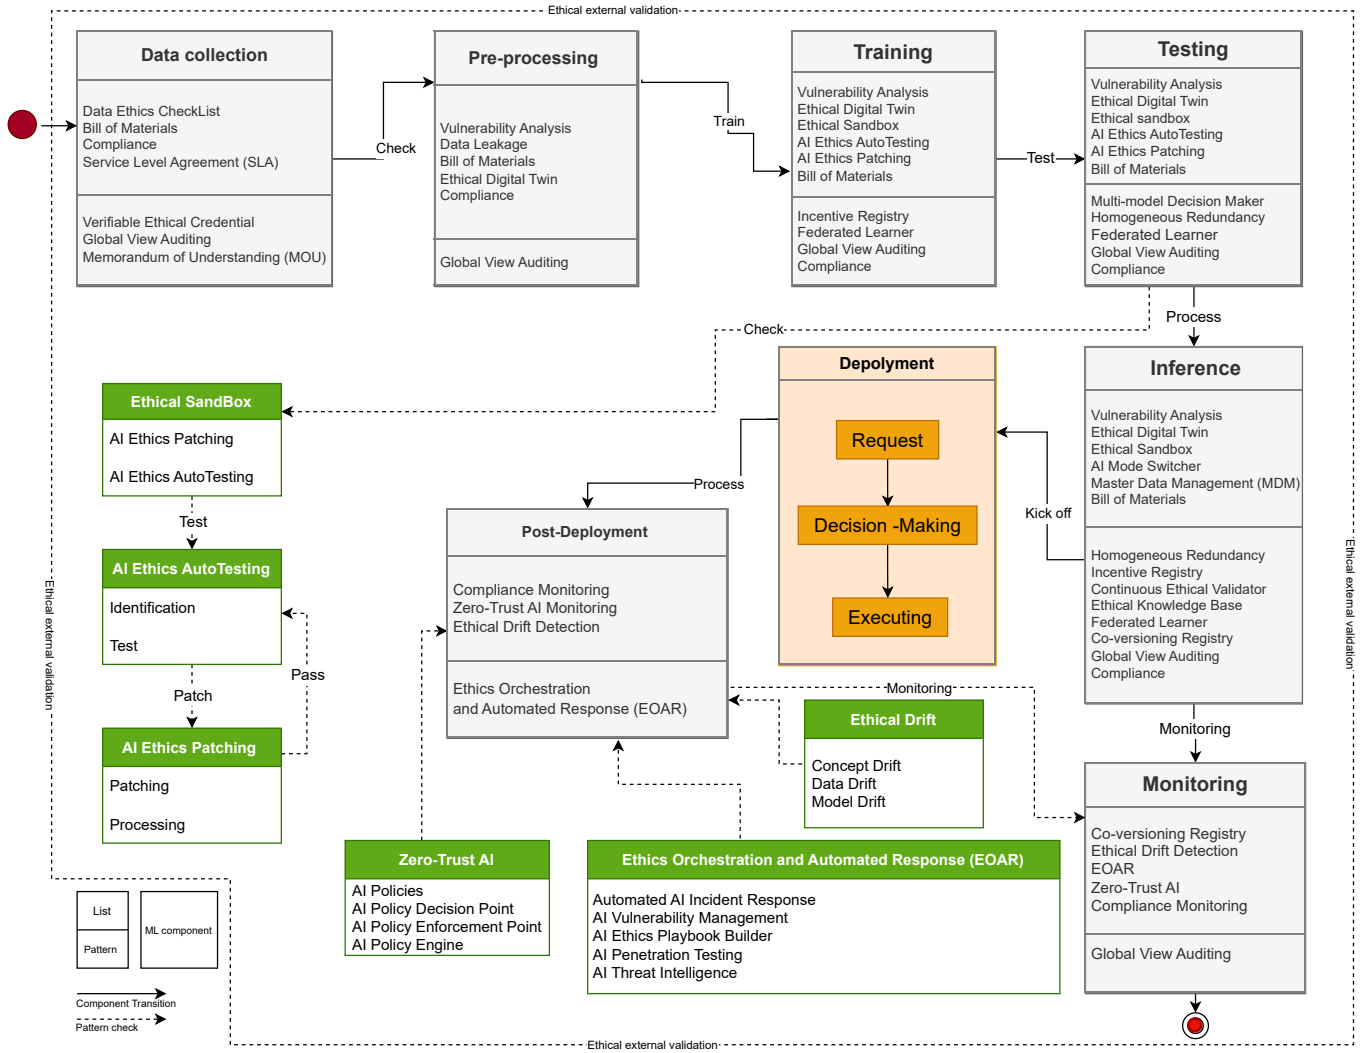 Ethical external validation
Data collection
Data Ethics CheckList
Bill of Materials
Compliance
Service Level Agreement (SLA)
Verifiable Ethical Credential
Global View Auditing
Memorandum of Understanding (MOU)
Check
Pre-processing
Vulnerability Analysis
Data Leakage
Bill of Materials
Ethical Digital Twin
Compliance
Global View Auditing
Train
Training
Vulnerability Analysis
Ethical Digital Twin
Ethical Sandbox
AI Ethics AutoTesting
AI Ethics Patching
Bill of Materials
Incentive Registry
Federated Learner
Global View Auditing
Compliance
Test
Testing
Vulnerability Analysis
Ethical Digital Twin
Ethical sandbox
AI Ethics AutoTesting
AI Ethics Patching
Bill of Materials
Multi-model Decision Maker
Homogeneous Redundancy
Federated Learner
Global View Auditing
Compliance
Process
Check
Inference
Vulnerability Analysis
Ethical Digital Twin
Ethical Sandbox
AI Mode Switcher
Master Data Management (MDM)
Bill of Materials
Homogeneous Redundancy
Incentive Registry
Continuous Ethical Validator
Ethical Knowledge Base
Federated Learner
Co-versioning Registry
Global View Auditing
Compliance
Kick off
Depolyment
Request
Decision -Making
Executing
Process
Post-Deployment
Compliance Monitoring
Zero-Trust AI Monitoring
Ethical Drift Detection
Ethics Orchestration
and Automated Response (EOAR)
Monitoring
Ethical SandBox
AI Ethics Patching
AI Ethics AutoTesting
Test
AI Ethics AutoTesting
Identification
Test
Patch
Pass
AI Ethics Patching
Patching
Processing
Ethical external validation
Ethical external validation
Ethical Drift
Concept Drift
Data Drift
Model Drift
Monitoring
Monitoring
Co-versioning Registry
Ethical Drift Detection
EOAR
Zero-Trust AI
Compliance Monitoring
Global View Auditing
Zero-Trust AI
AI Policies
AI Policy Decision Point
AI Policy Enforcement Point
AI Policy Engine
Ethics Orchestration and Automated Response (EOAR)
Automated AI Incident Response
AI Vulnerability Management
AI Ethics Playbook Builder
AI Penetration Testing
AI Threat Intelligence
List
Pattern
ML component
Component Transition
Pattern check
Ethical external validation